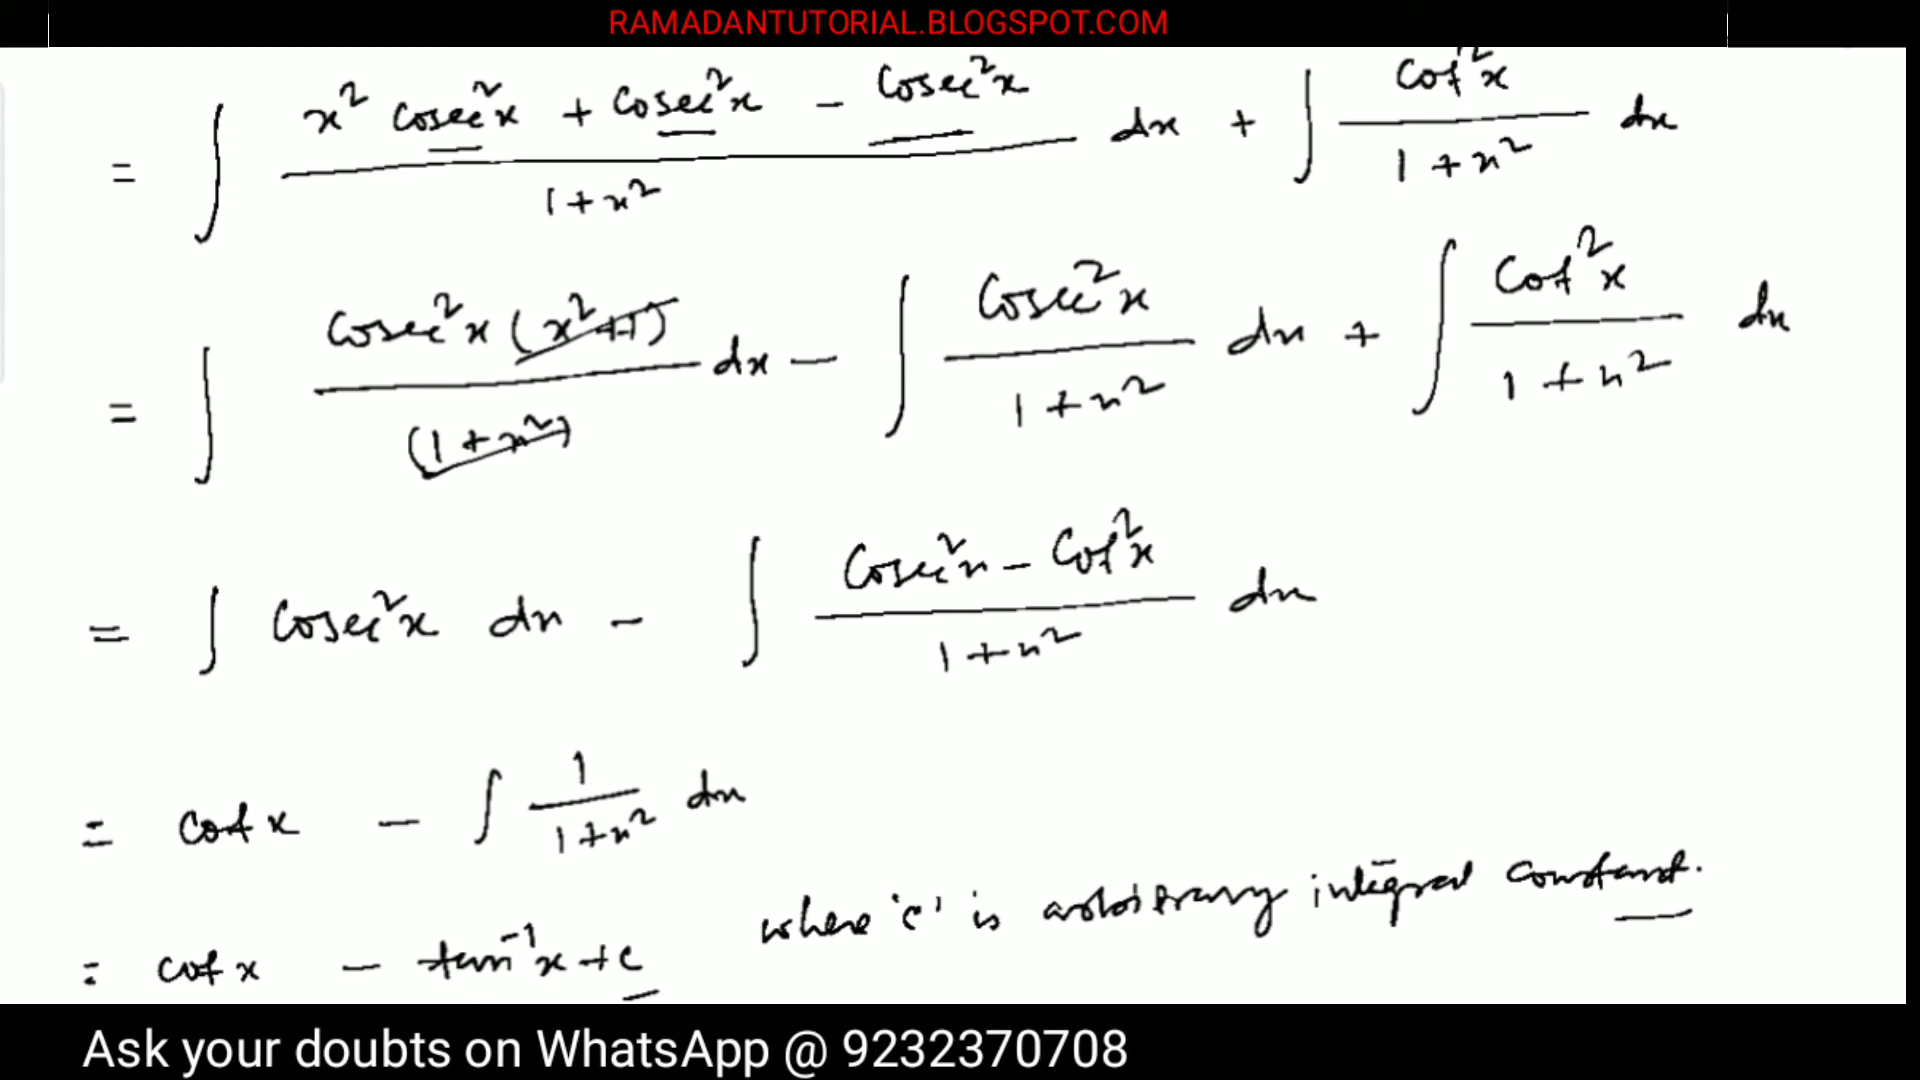 RAMADANTUTORIAL.BLOGSPOT.COM
= ∫ (x² cosec²x + cosec²x − cosec²x)/(1+x²) dx + ∫ cot²x/(1+x²) dx
= ∫ cosec²x (x²+1)/(1+x²) dx − ∫ cosec²x/(1+x²) dx + ∫ cot²x/(1+x²) dx
= ∫ cosec²x dx − ∫ (cosec²x − cot²x)/(1+x²) dx
= cot x − ∫ 1/(1+x²) dx
= cot x − tan⁻¹x + c where 'c' is arbitrary integral constant.
Ask your doubts on WhatsApp @ 9232370708